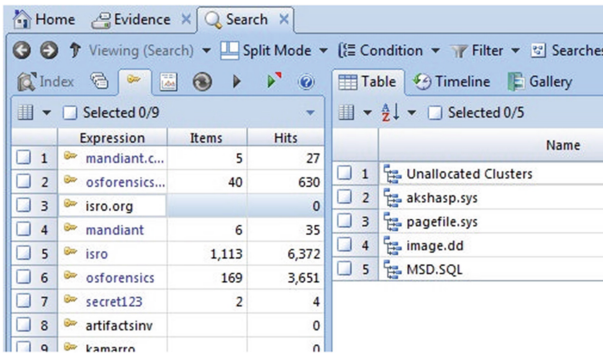 Home Evidence × Search ×
Viewing (Search) Split Mode Condition Filter Searches
Index Table Timeline Gallery
Selected 0/9 Selected 0/5
Expression Items Hits Name
1 mandiant.c... 5 27
2 osforensics... 40 630
3 isro.org 0
4 mandiant 6 35
5 isro 1,113 6,372
6 osforensics 169 3,651
7 secret123 2 4
8 artifactsinv 0
9 kamarro 0
1 Unallocated Clusters
2 akshasp.sys
3 pagefile.sys
4 image.dd
5 MSD.SQL